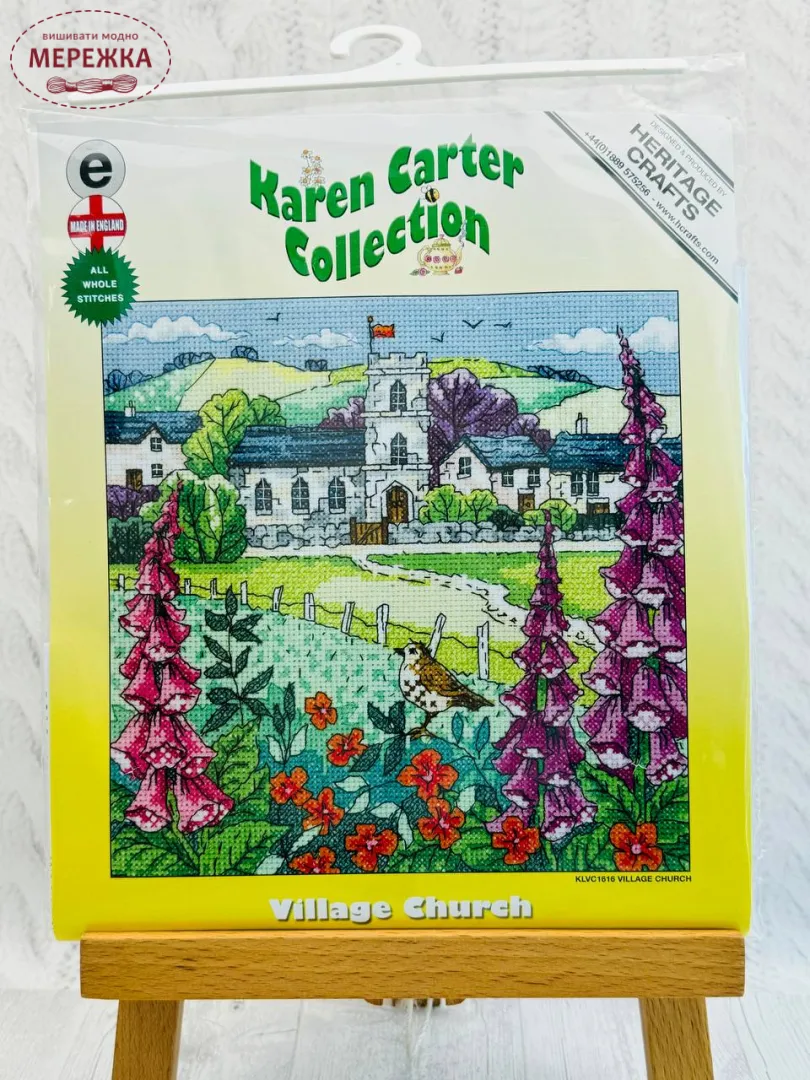 вишивати модно
МЕРЕЖКА
e
MADE IN ENGLAND
ALL
WHOLE
STITCHES
Karen Carter
Collection
DESIGNED & PRODUCED BY
HERITAGE
CRAFTS
+44(0)1889 575256 - www.hcrafts.com
KLVC1616 VILLAGE CHURCH
Village Church